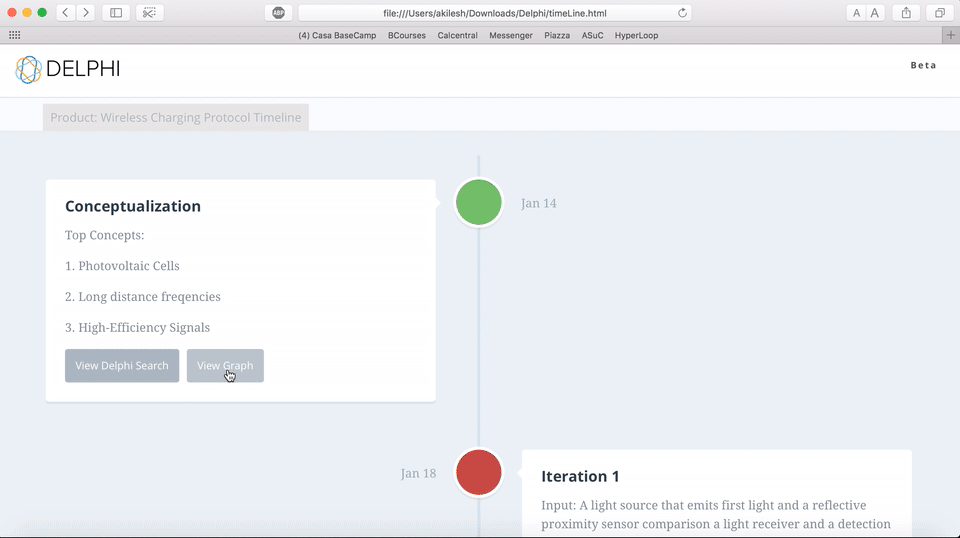 ABP
file:///Users/akilesh/Downloads/Delphi/timeLine.html
A A
(4) Casa BaseCamp BCourses Calcentral Messenger Piazza ASuC HyperLoop
DELPHI
Beta
Product: Wireless Charging Protocol Timeline
Conceptualization
Jan 14
Top Concepts:
1. Photovoltaic Cells
2. Long distance freqencies
3. High-Efficiency Signals
View Delphi Search View Graph
Jan 18
Iteration 1
Input: A light source that emits first light and a reflective
proximity sensor comparison a light receiver and a detection